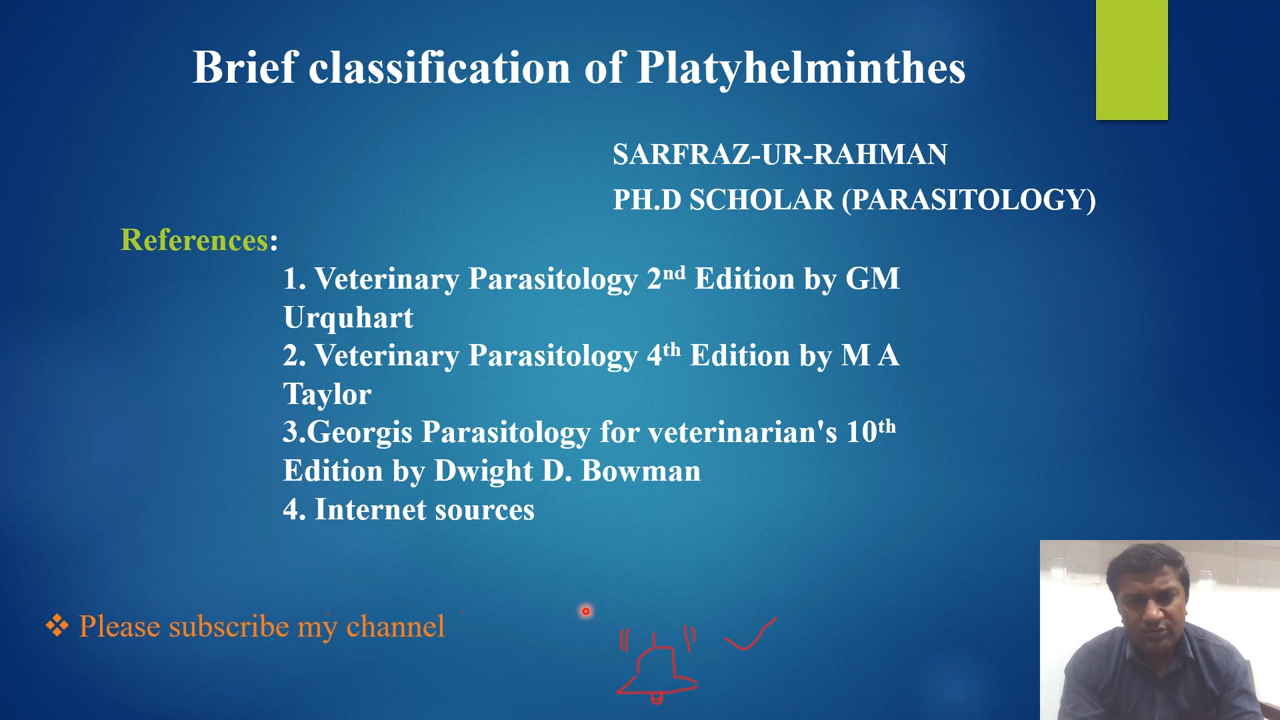 Brief classification of Platyhelminthes
SARFRAZ-UR-RAHMAN
PH.D SCHOLAR (PARASITOLOGY)
References:
1. Veterinary Parasitology 2nd Edition by GM
Urquhart
2. Veterinary Parasitology 4th Edition by M A
Taylor
3.Georgis Parasitology for veterinarian's 10th
Edition by Dwight D. Bowman
4. Internet sources
❖ Please subscribe my channel